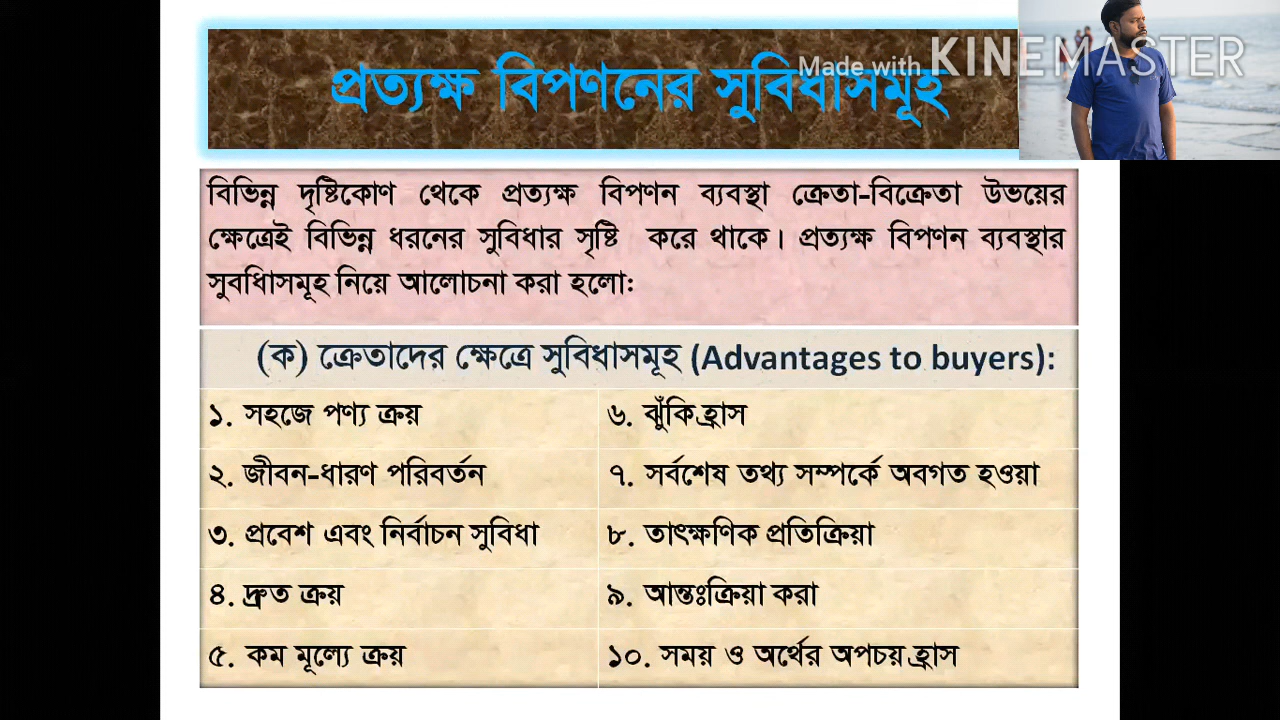 প্রত্যক্ষ বিপণনের সুবিধাসমূহ
Made with KINEMASTER
বিভিন্ন দৃষ্টিকোণ থেকে প্রত্যক্ষ বিপণন ব্যবস্থা ক্রেতা-বিক্রেতা উভয়ের
ক্ষেত্রেই বিভিন্ন ধরনের সুবিধার সৃষ্টি করে থাকে। প্রত্যক্ষ বিপণন ব্যবস্থার
সুবধিাসমূহ নিয়ে আলোচনা করা হলো:
(ক) ক্রেতাদের ক্ষেত্রে সুবিধাসমূহ (Advantages to buyers):
১. সহজে পণ্য ক্রয়
২. জীবন-ধারণ পরিবর্তন
৩. প্রবেশ এবং নির্বাচন সুবিধা
৪. দ্রুত ক্রয়
৫. কম মূল্যে ক্রয়
৬. ঝুঁকি হ্রাস
৭. সর্বশেষ তথ্য সম্পর্কে অবগত হওয়া
৮. তাৎক্ষণিক প্রতিক্রিয়া
৯. আন্তঃক্রিয়া করা
১০. সময় ও অর্থের অপচয় হ্রাস